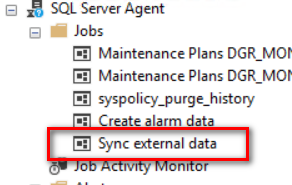 SQL Server Agent
Jobs
Maintenance Plans DGR_MON
Maintenance Plans DGR_MON
syspolicy_purge_history
Create alarm data
Sync external data
Job Activity Monitor